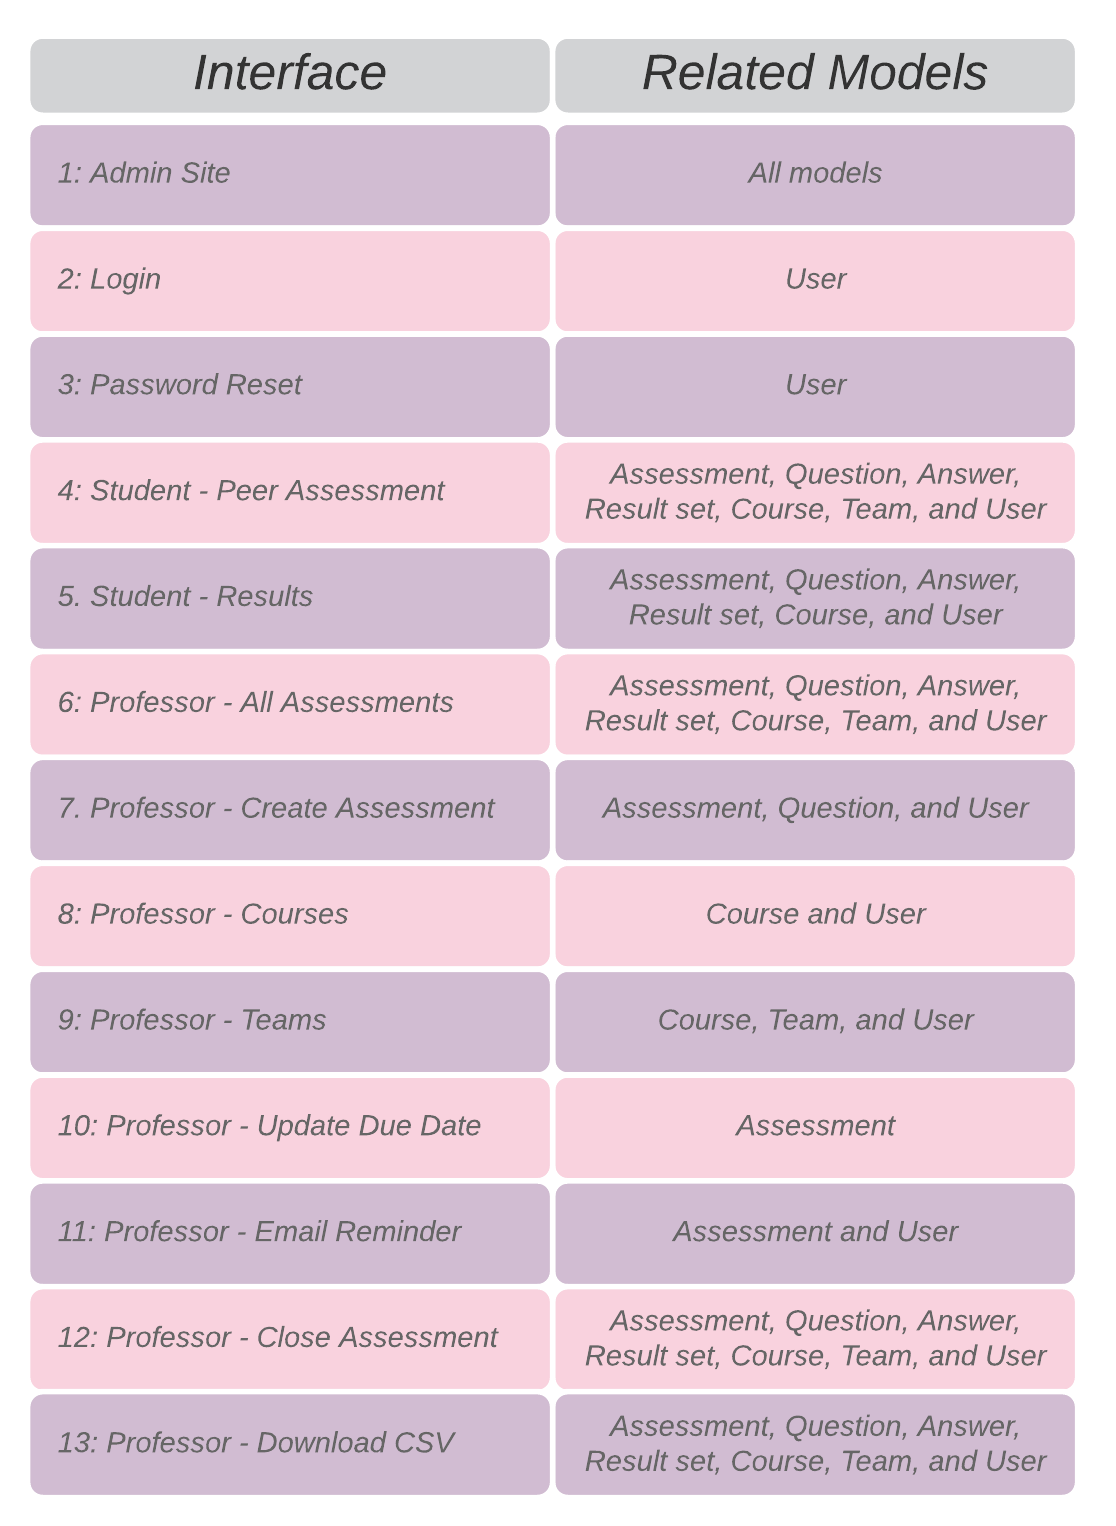 Interface
Related Models
1: Admin Site
All models
2: Login
User
3: Password Reset
User
4: Student - Peer Assessment
Assessment, Question, Answer,
Result set, Course, Team, and User
5. Student - Results
Assessment, Question, Answer,
Result set, Course, and User
6: Professor - All Assessments
Assessment, Question, Answer,
Result set, Course, Team, and User
7. Professor - Create Assessment
Assessment, Question, and User
8: Professor - Courses
Course and User
9: Professor - Teams
Course, Team, and User
10: Professor - Update Due Date
Assessment
11: Professor - Email Reminder
Assessment and User
12: Professor - Close Assessment
Assessment, Question, Answer,
Result set, Course, Team, and User
13: Professor - Download CSV
Assessment, Question, Answer,
Result set, Course, Team, and User